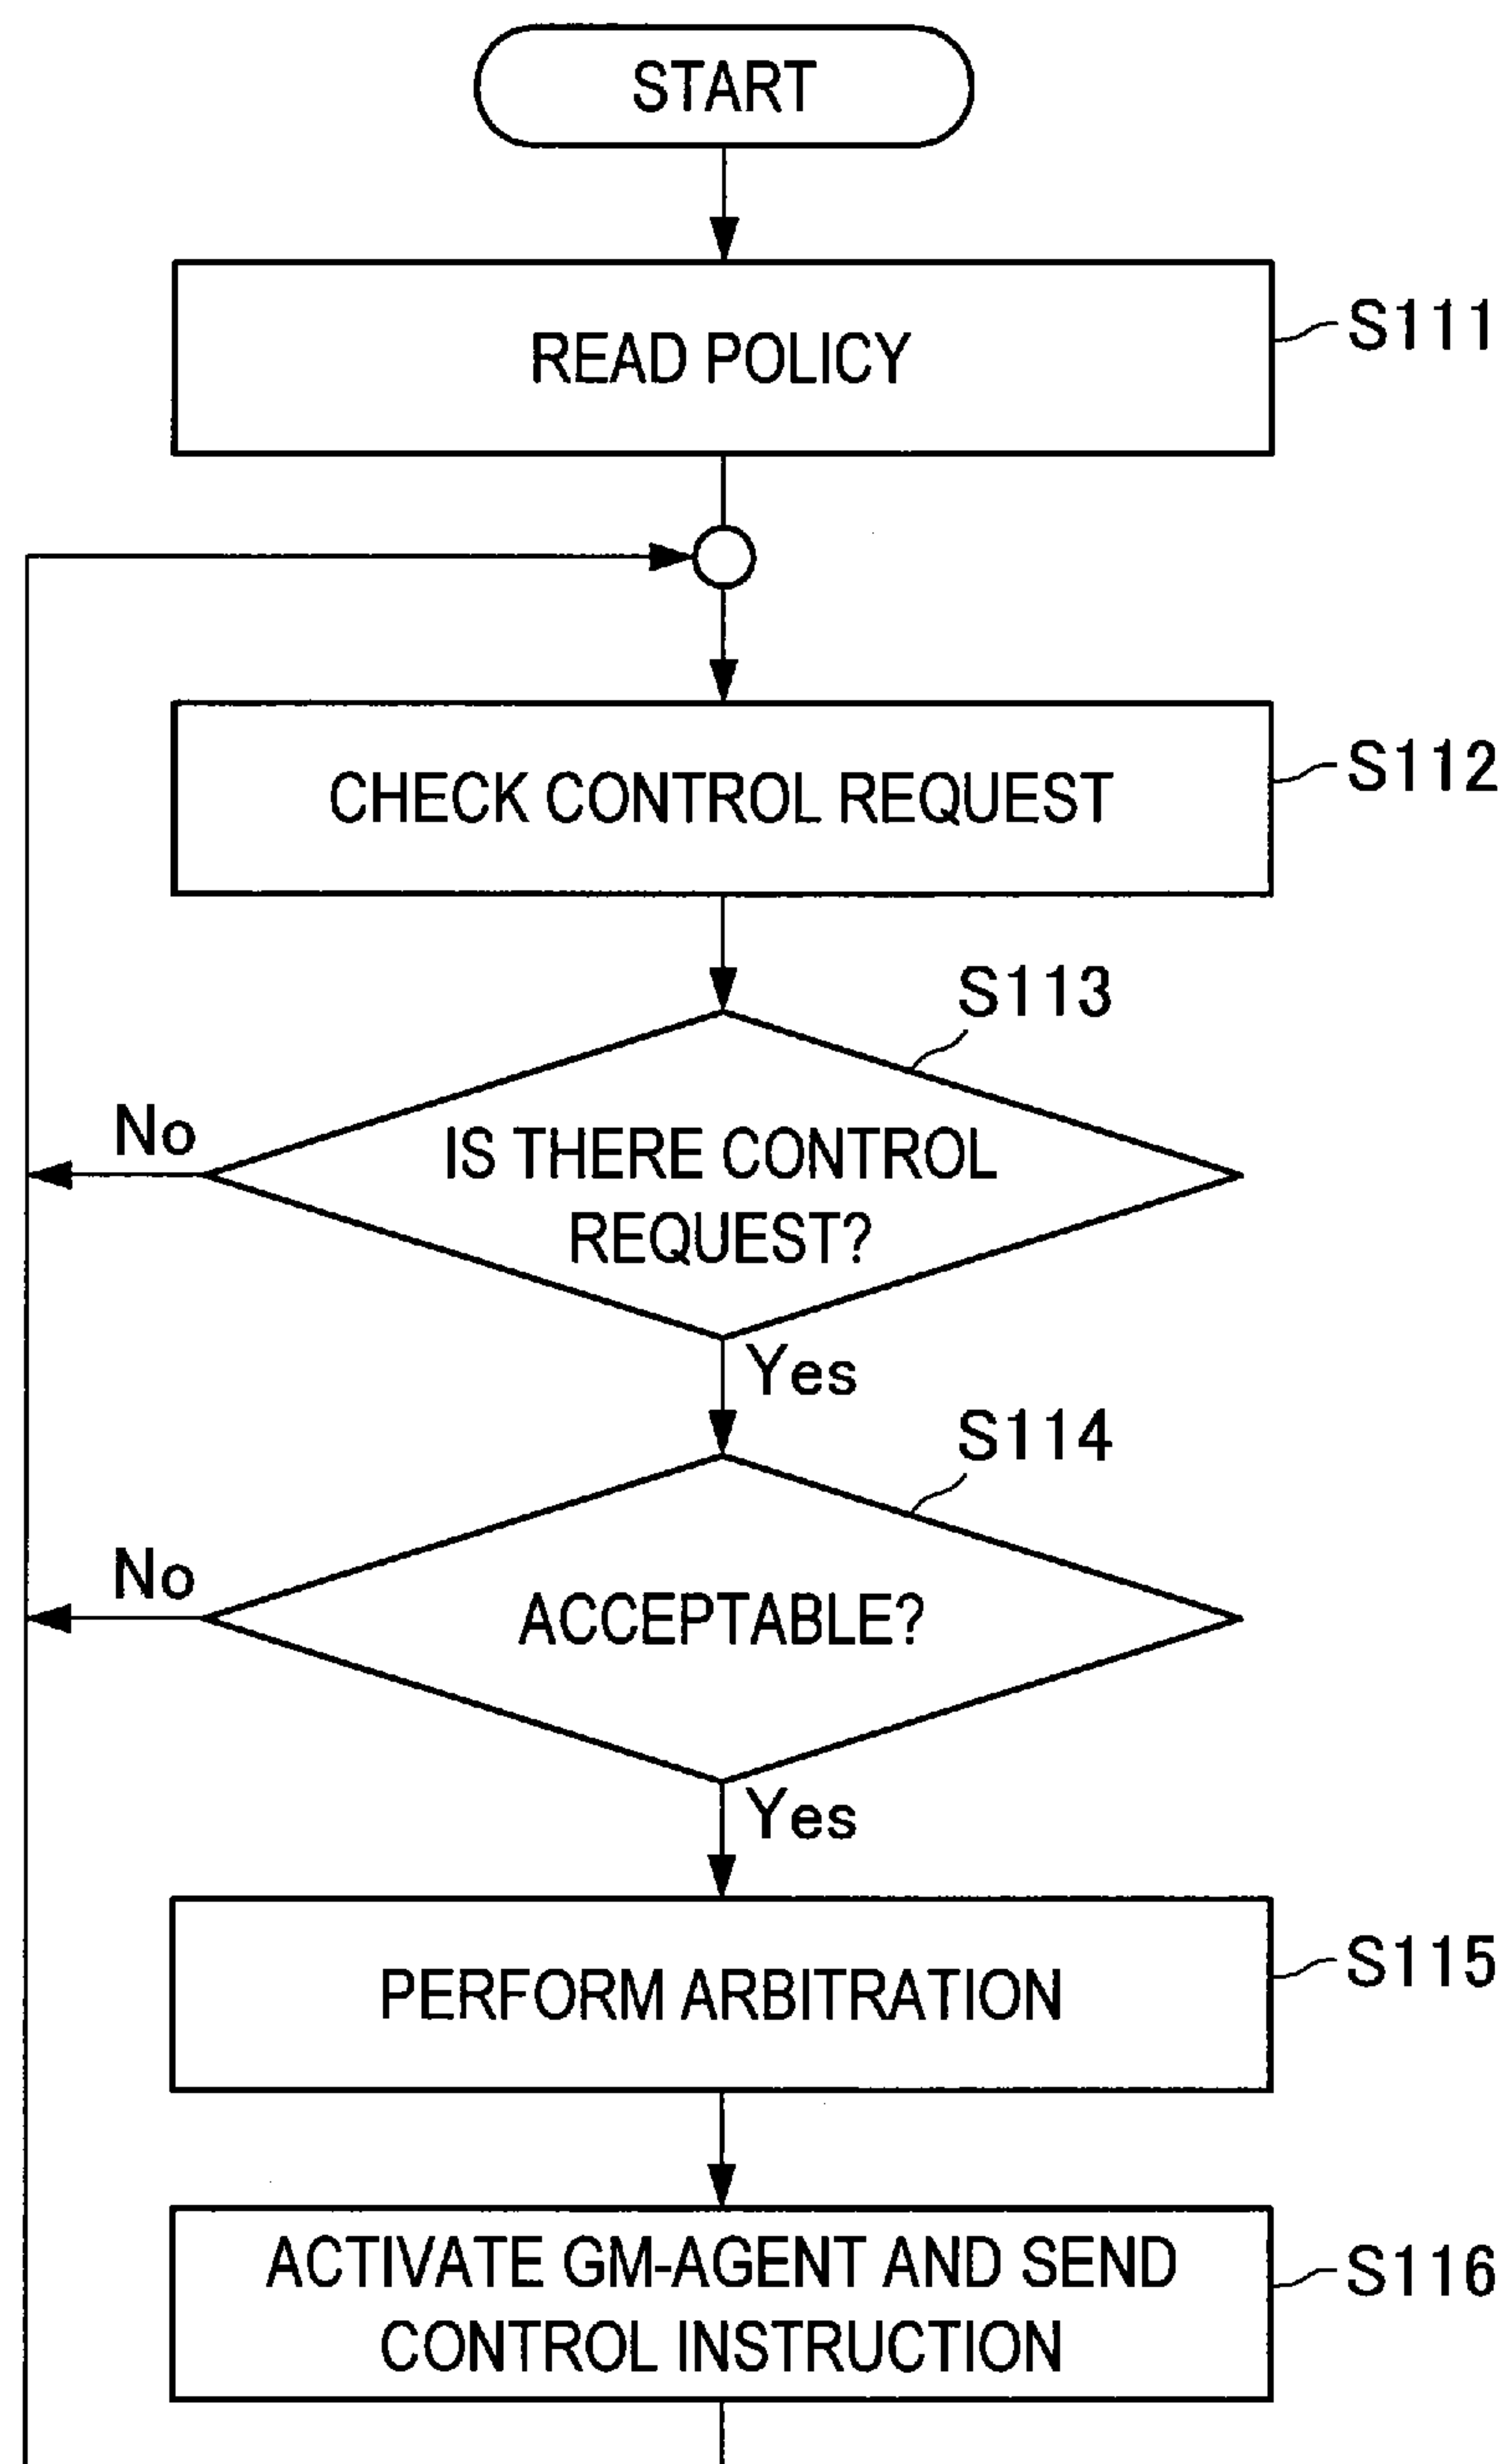 START
READ POLICY
S111
CHECK CONTROL REQUEST
S112
S113
No
IS THERE CONTROL
REQUEST?
Yes
S114
No
ACCEPTABLE?
Yes
PERFORM ARBITRATION
S115
ACTIVATE GM-AGENT AND SEND
CONTROL INSTRUCTION
S116